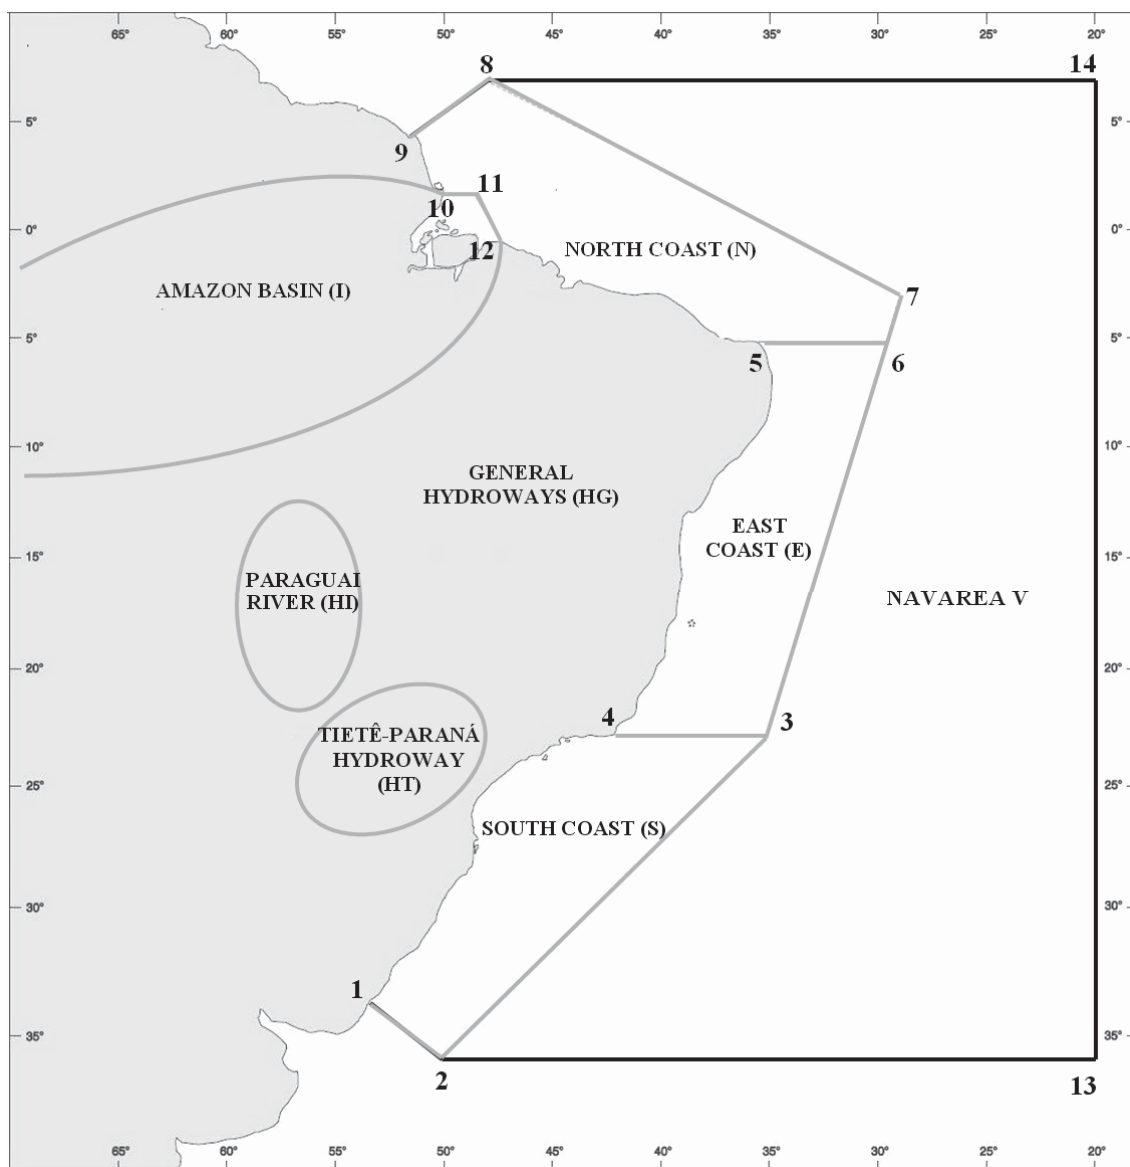 65° 60° 55° 50° 45° 40° 35° 30° 25° 20°
8 14
5° 9 5°
11
10
0° 12 NORTH COAST (N) 0°
AMAZON BASIN (I) 7
5° 5 6 5°
10° 10°
GENERAL
HYDROWAYS (HG)
EAST
COAST (E)
15° 15°
PARAGUAI
RIVER (HI)
NAVAREA V
20° 20°
4 3
TIETÊ-PARANÁ
HYDROWAY
(HT)
25° 25°
SOUTH COAST (S)
30° 30°
1
35° 35°
2 13
65° 60° 55° 50° 45° 40° 35° 30° 25° 20°